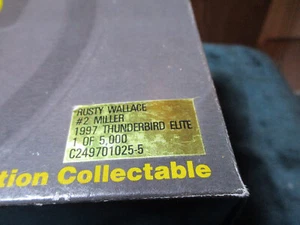 RUSTY WALLACE
#2 MILLER
1997 THUNDERBIRD ELITE
1 OF 5,000
C249701025-5
tion Collectable